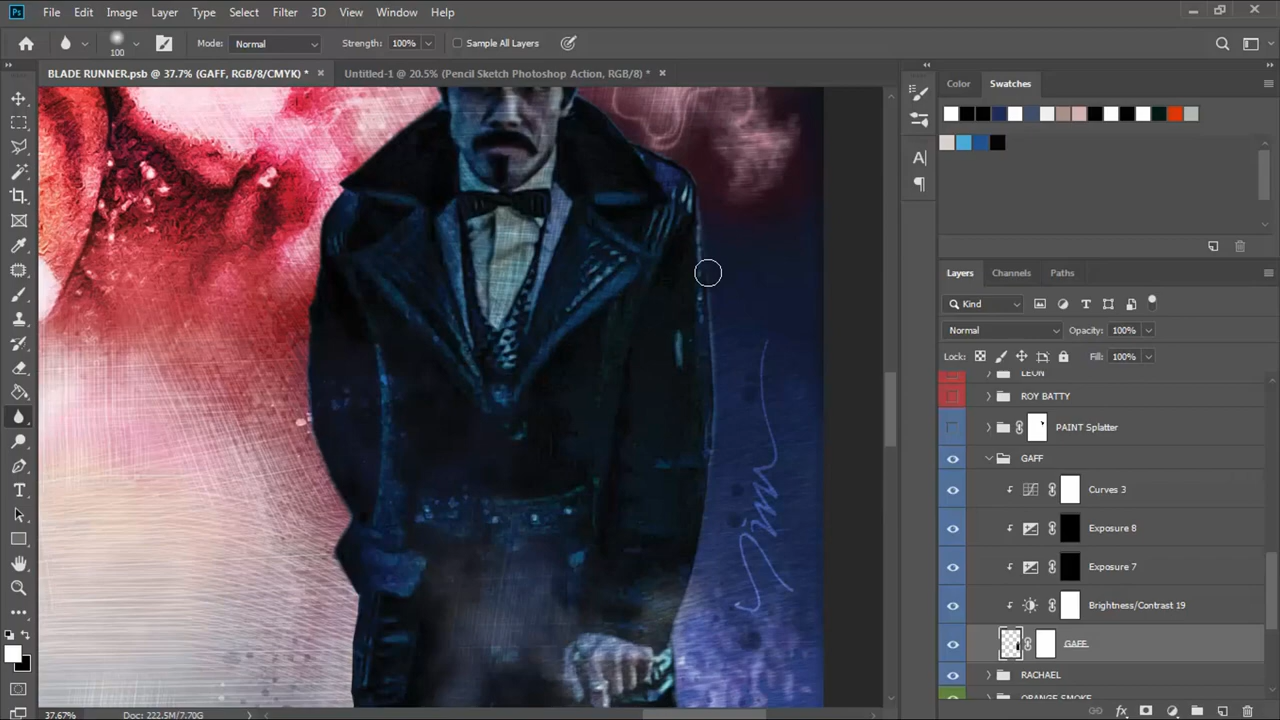 Ps File Edit Image Layer Type Select Filter 3D View Window Help
100 Mode: Normal Strength: 100% Sample All Layers
BLADE RUNNER.psb @ 37.7% (GAFF, RGB/8/CMYK) * × Untitled-1 @ 20.5% (Pencil Sketch Photoshop Action, RGB/8) * ×
Color Swatches
Layers Channels Paths
Kind
Normal Opacity: 100%
Lock: Fill: 100%
LEON
ROY BATTY
PAINT Splatter
GAFF
Curves 3
Exposure 8
Exposure 7
Brightness/Contrast 19
GAFF
RACHAEL
ORANGE SMOKE
37.67% Doc: 222.5M/7.70G